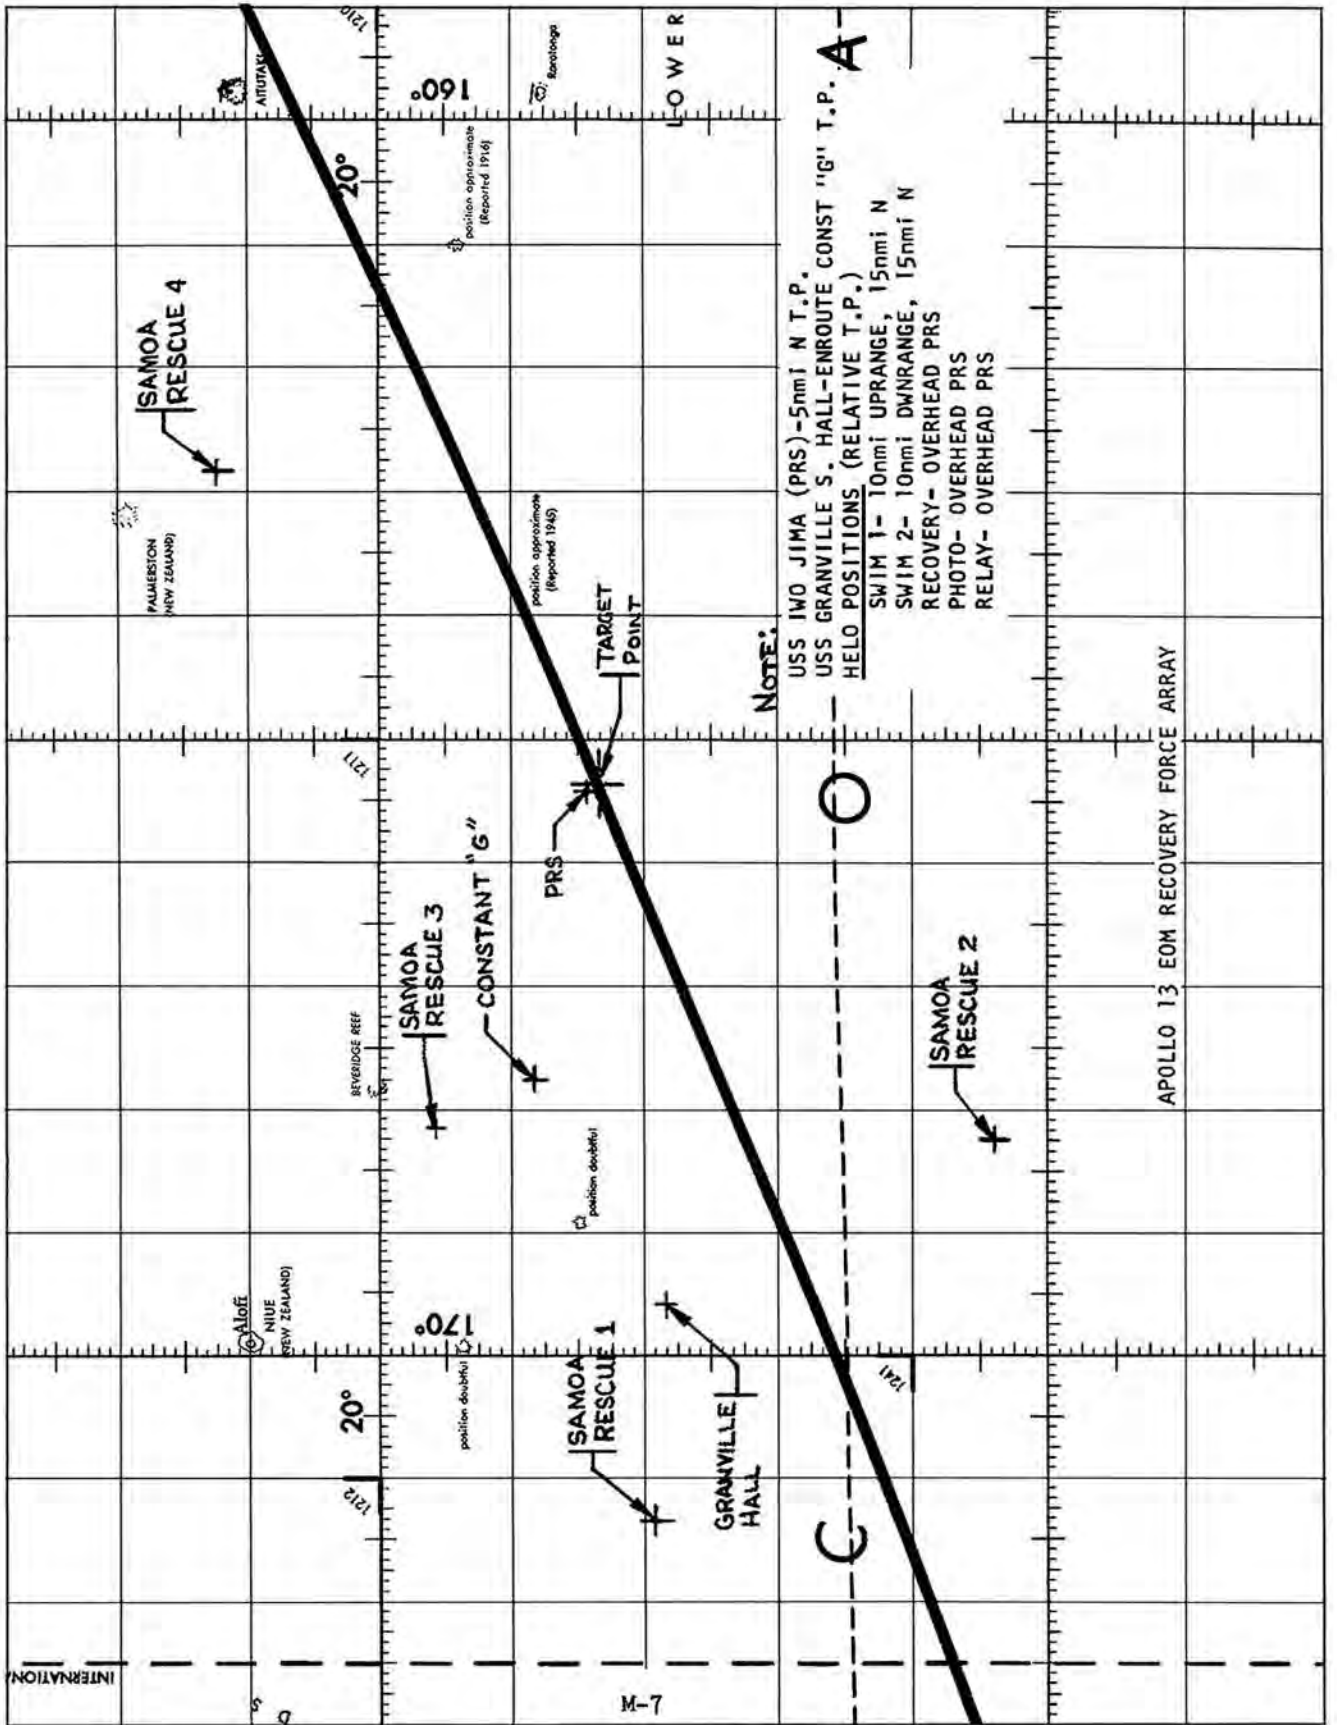 INTERNATION
D
S
Alofi
NIUE
(NEW ZEALAND)
PALMERSTON
(NEW ZEALAND)
SAMOA
RESCUE 4
AITUTAKI
1210
20°
1212
BEVERIDGE REEF
1211
20°
170°
position doubtful
SAMOA
RESCUE 3
CONSTANT "G"
160°
position approximate
(Reported 1916)
Rarotonga
SAMOA
RESCUE 1
position doubtful
PRS
TARGET
POINT
position approximate
(Reported 1945)
LOWER
GRANVILLE
HALL
1241
C
O
A
NOTE:
USS IWO JIMA (PRS)-5nmi N T.P.
USS GRANVILLE S. HALL-ENROUTE CONST "G" T.P.
HELO POSITIONS (RELATIVE T.P.)
SWIM 1- 10nmi UPRANGE, 15nmi N
SWIM 2- 10nmi DWNRANGE, 15nmi N
RECOVERY- OVERHEAD PRS
PHOTO- OVERHEAD PRS
RELAY- OVERHEAD PRS
SAMOA
RESCUE 2
APOLLO 13 EOM RECOVERY FORCE ARRAY
M-7